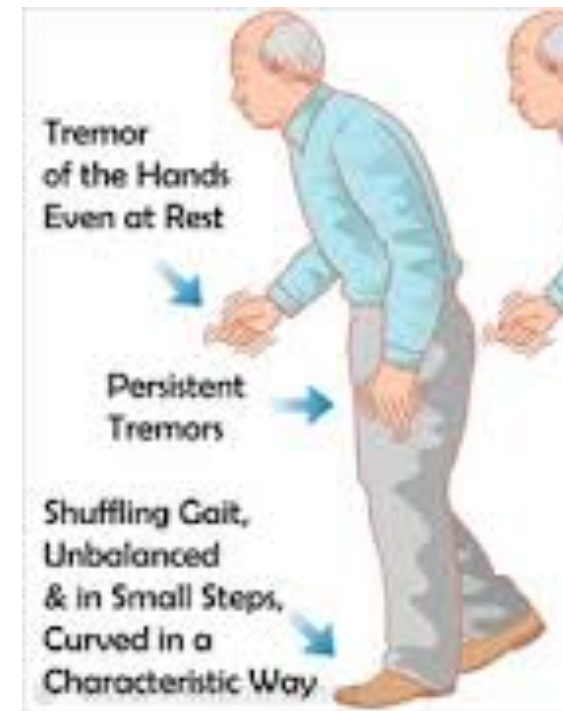 Tremor
of the Hands
Even at Rest
Persistent
Tremors
Shuffling Gait,
Unbalanced
& in Small Steps,
Curved in a
Characteristic Way